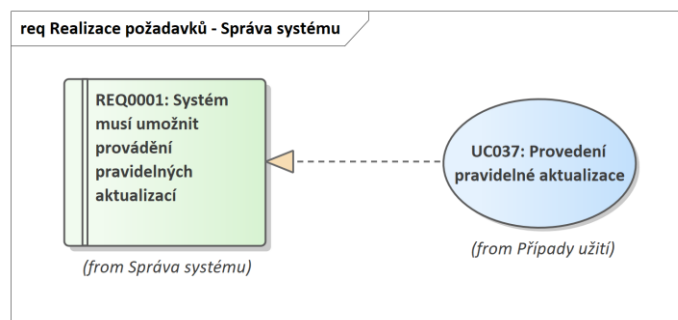 req Realizace požadavků - Správa systému
REQ0001: Systém
musí umožnit
provádění
pravidelných
aktualizací
(from Správa systému)
UC037: Provedení
pravidelné aktualizace
(from Případy užití)